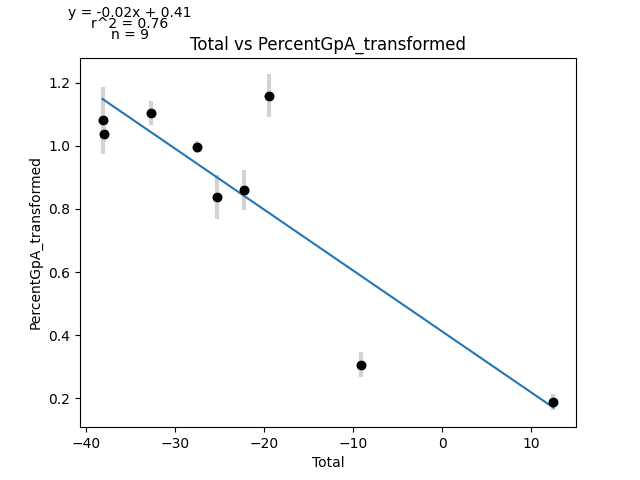 y = -0.02x + 0.41
r^2 = 0.76
n = 9
Total vs PercentGpA_transformed
PercentGpA_transformed
1.2
1.0
0.8
0.6
0.4
0.2
−40
−30
−20
−10
0
10
Total